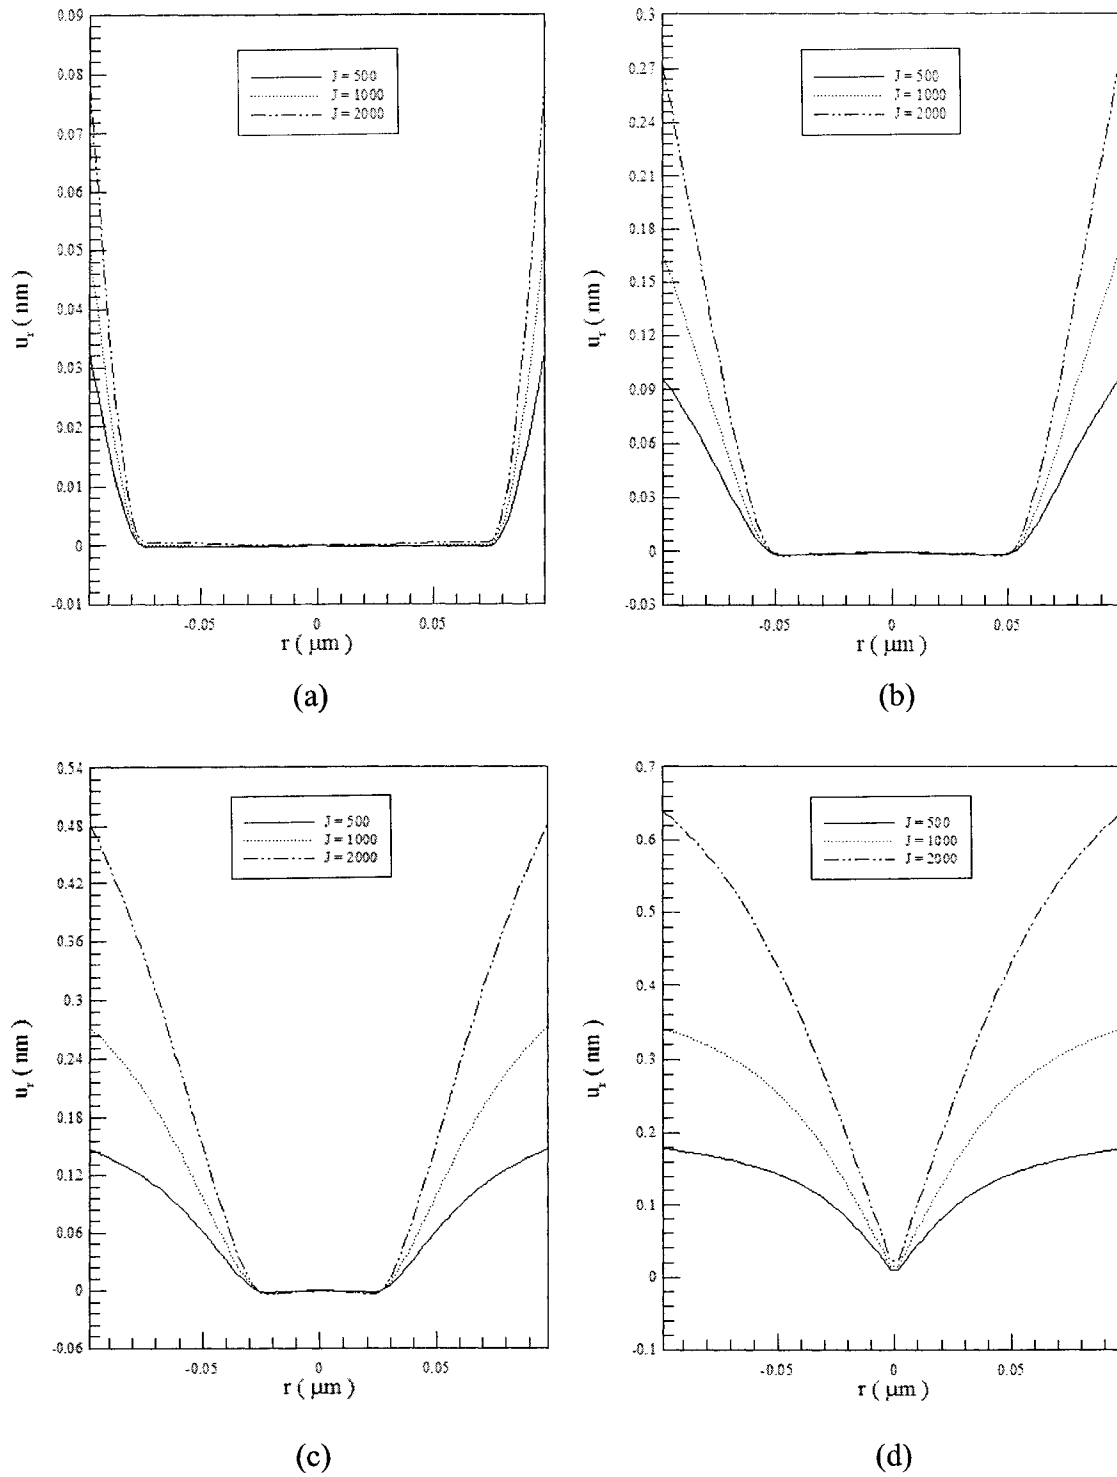 0.09
0.08
0.07
0.06
0.05
0.04
0.03
0.02
0.01
0
-0.01
u_r ( nm )
J = 500
J = 1000
J = 2000
-0.05 0 0.05
r ( μm )
(a)
0.3
0.27
0.24
0.21
0.18
0.15
0.12
0.09
0.06
0.03
0
-0.03
u_r ( nm )
J = 500
J = 1000
J = 2000
-0.05 0 0.05
r ( μm )
(b)
0.54
0.48
0.42
0.36
0.3
0.24
0.18
0.12
0.06
0
-0.06
u_r ( nm )
J = 500
J = 1000
J = 2000
-0.05 0 0.05
r ( μm )
(c)
0.7
0.6
0.5
0.4
0.3
0.2
0.1
0
-0.1
u_r ( nm )
J = 500
J = 1000
J = 2000
-0.05 0 0.05
r ( μm )
(d)